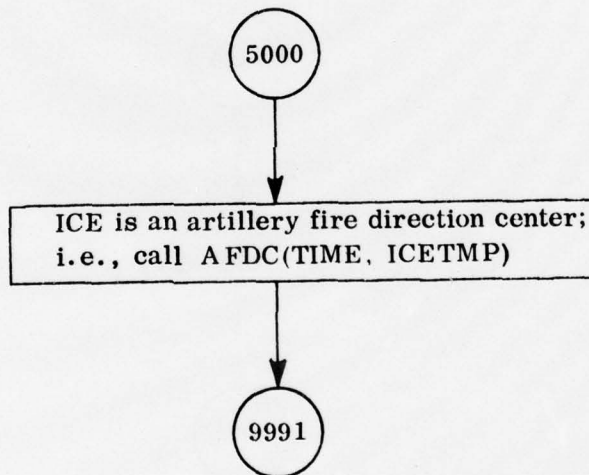 5000
ICE is an artillery fire direction center;
i.e., call AFDC(TIME, ICETMP)
9991